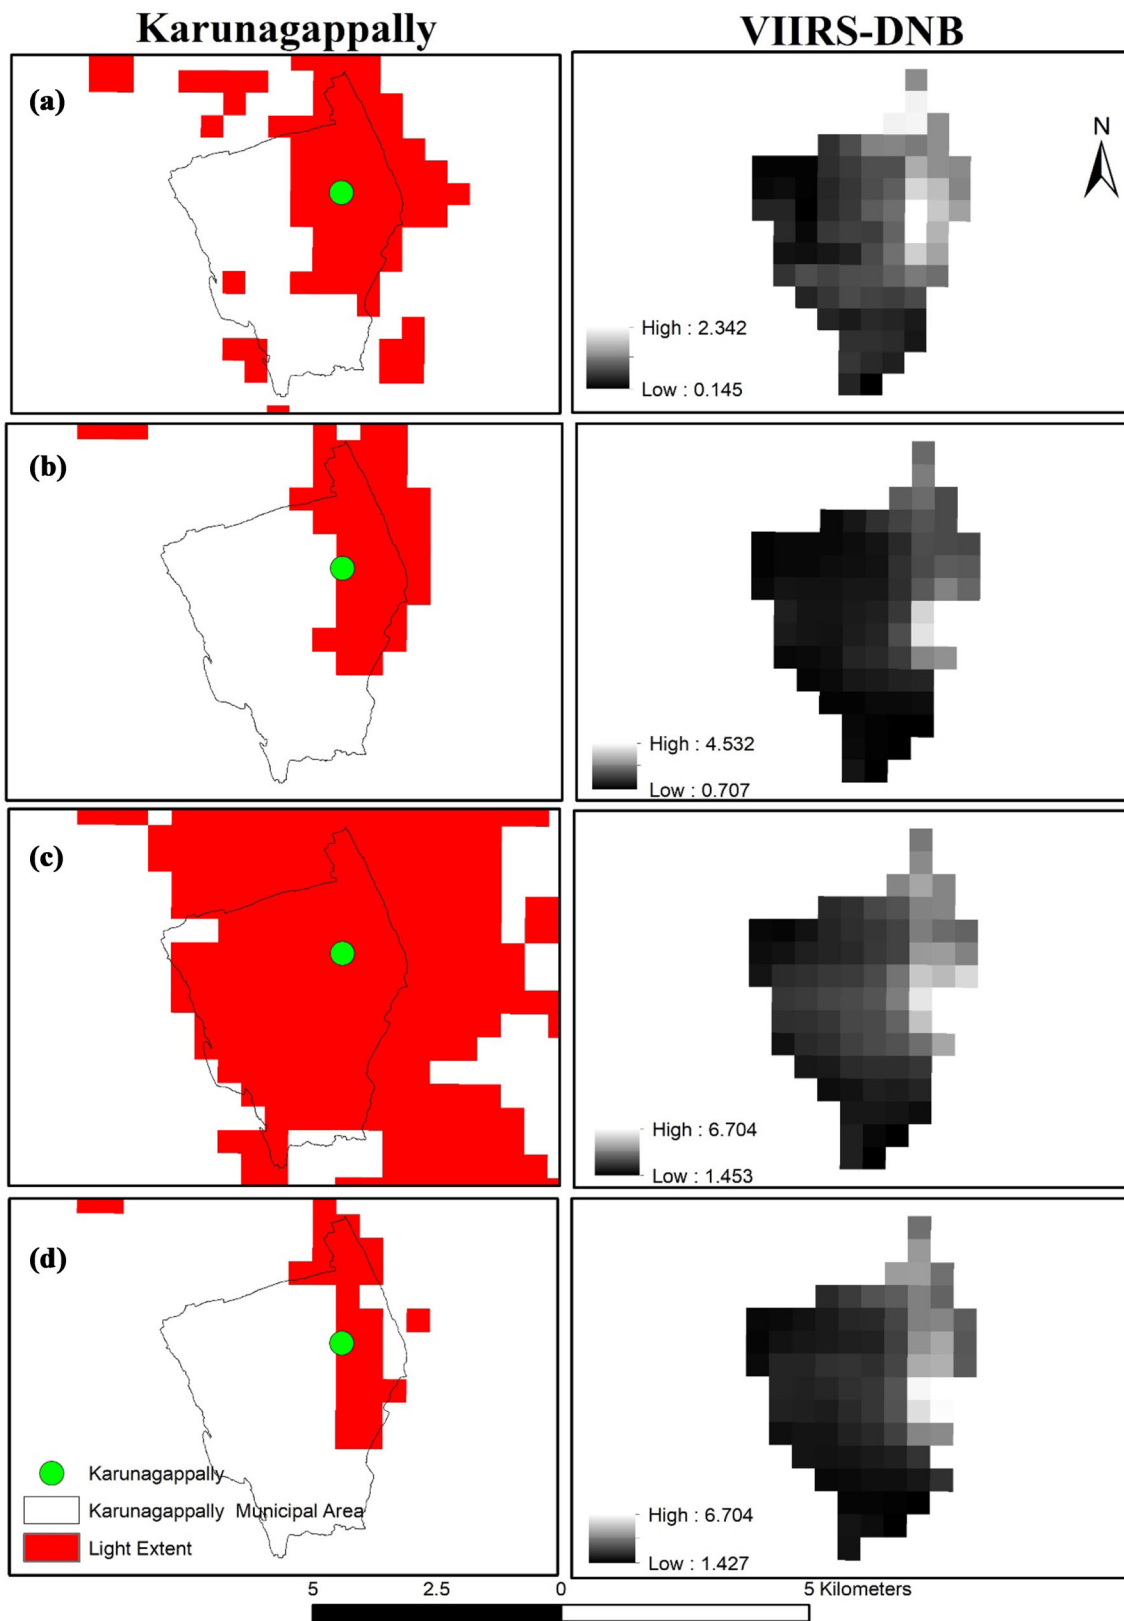 Karunagappally
VIIRS-DNB
(a)
N
High : 2.342
Low : 0.145
(b)
High : 4.532
Low : 0.707
(c)
High : 6.704
Low : 1.453
(d)
Karunagappally
Karunagappally Municipal Area
Light Extent
High : 6.704
Low : 1.427
5 2.5 0 5 Kilometers